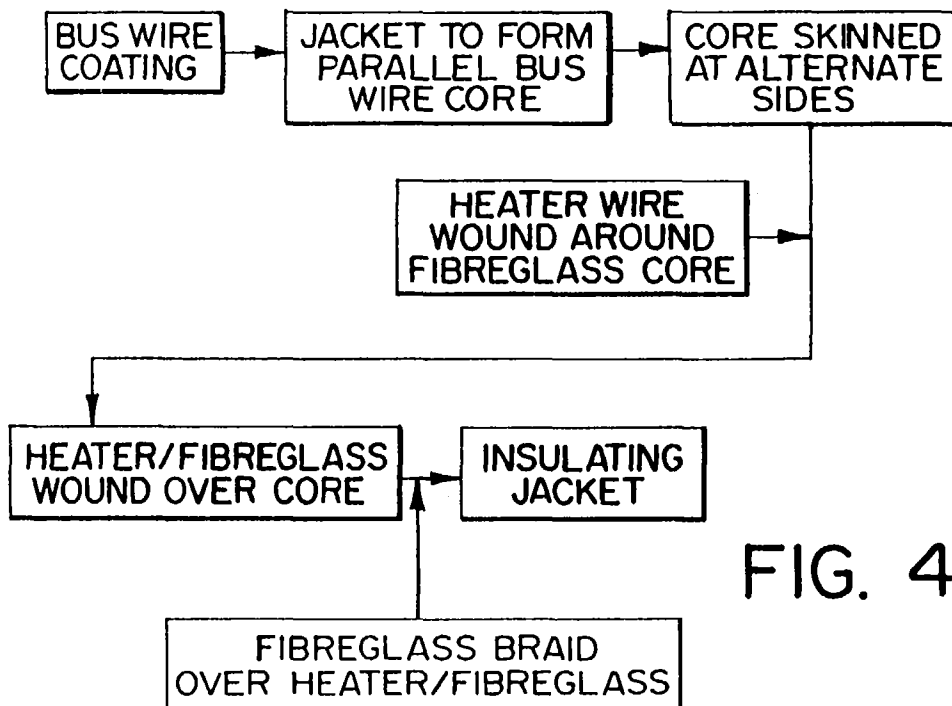 BUS WIRE
COATING
JACKET TO FORM
PARALLEL BUS
WIRE CORE
CORE SKINNED
AT ALTERNATE
SIDES
HEATER WIRE
WOUND AROUND
FIBREGLASS CORE
HEATER/FIBREGLASS
WOUND OVER CORE
INSULATING
JACKET
FIG. 4
FIBREGLASS BRAID
OVER HEATER/FIBREGLASS